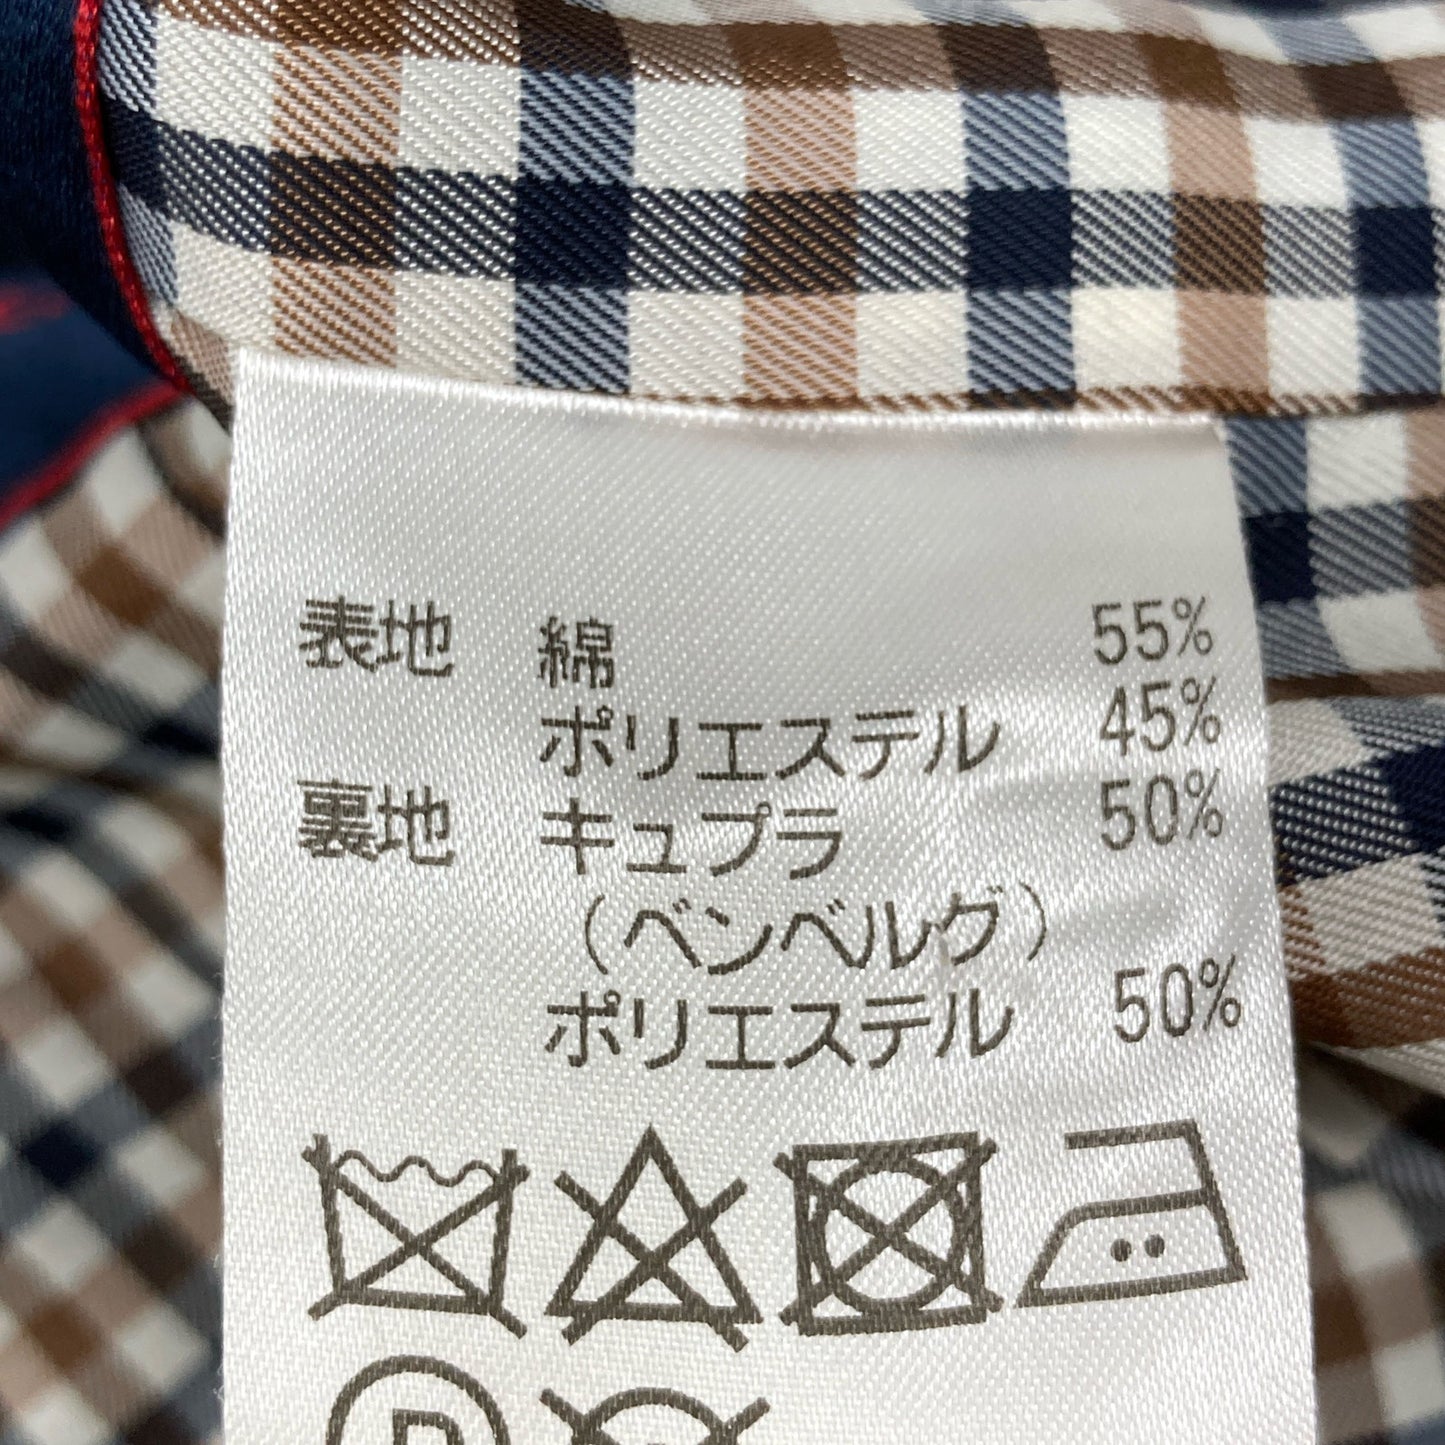 表地 綿 55%
ポリエステル 45%
裏地 キュプラ 50%
(ベンベルグ)
ポリエステル 50%
P